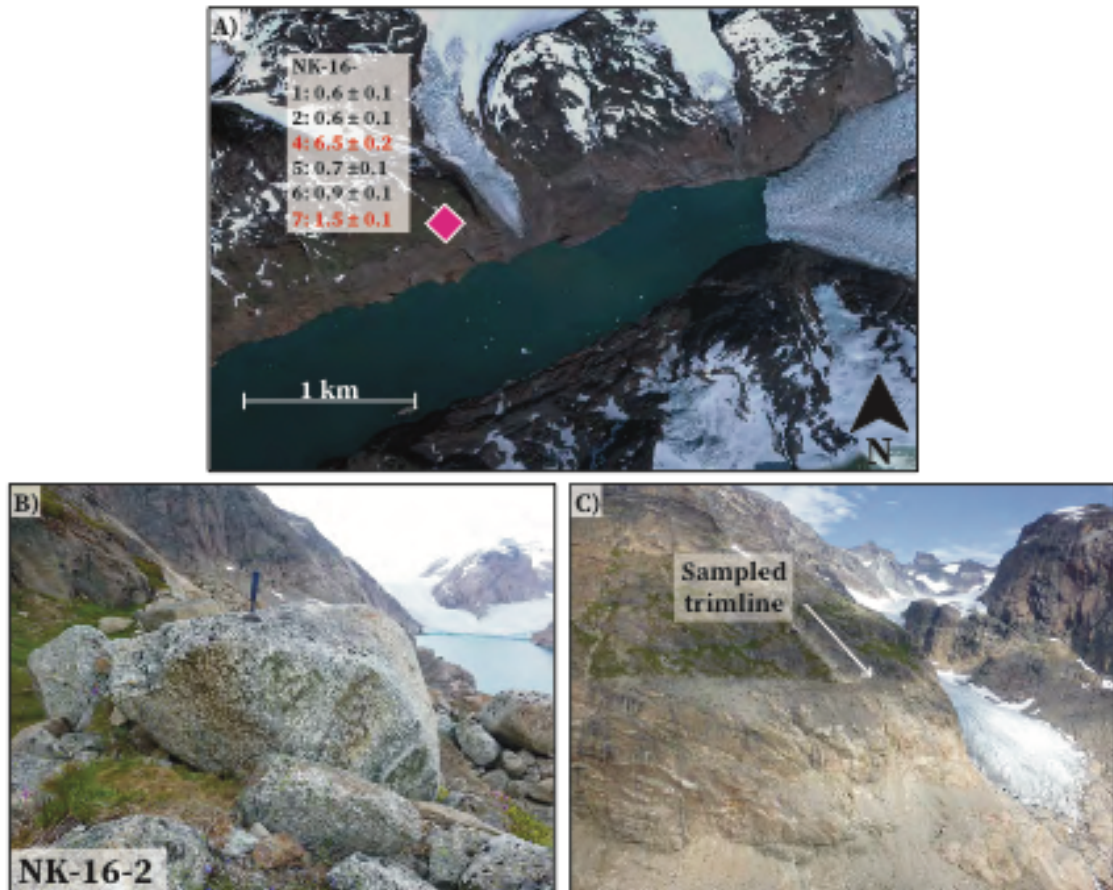 A)
NK-16-
1: 0.6 ± 0.1
2: 0.6 ± 0.1
4: 6.5 ± 0.2
5: 0.7 ±0.1
6: 0.9 ± 0.1
7: 1.5 ± 0.1
1 km
N
B)
NK-16-2
C)
Sampled
trimline